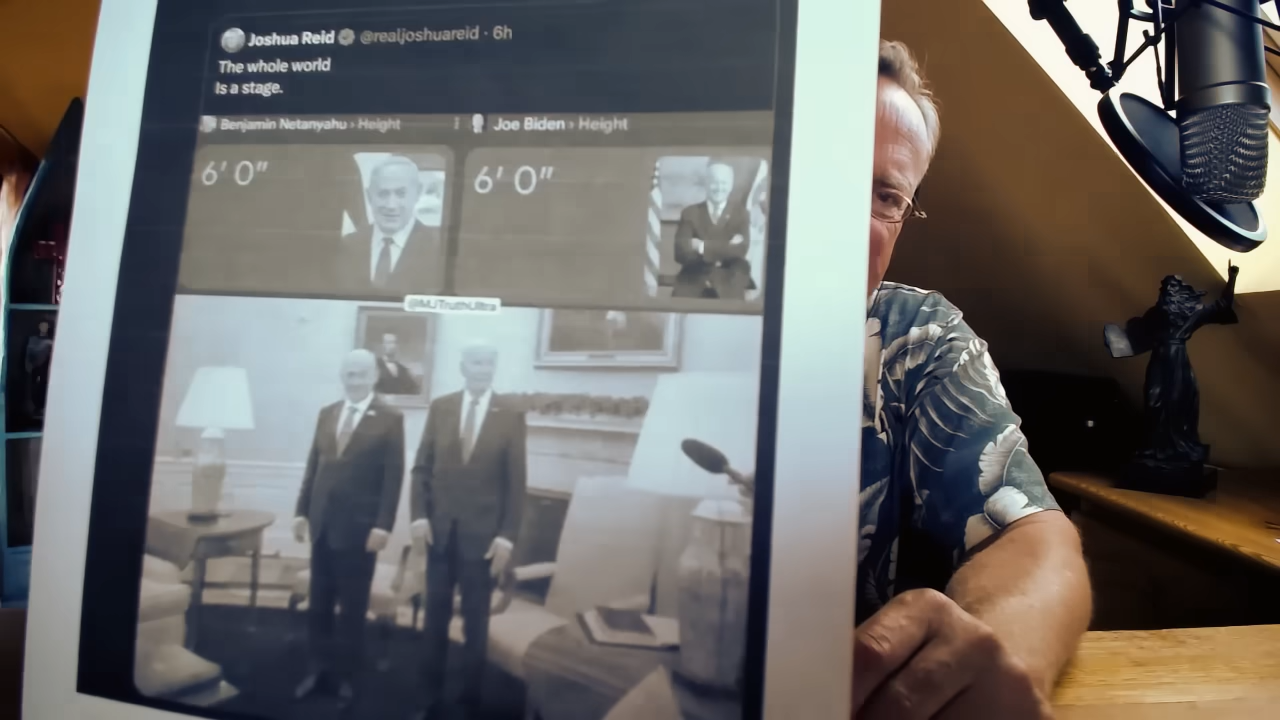 Joshua Reid @realjoshuareid · 6h
The whole world
Is a stage.
Benjamin Netanyahu › Height
Joe Biden › Height
6' 0"
6' 0"
@MJTruthUltra